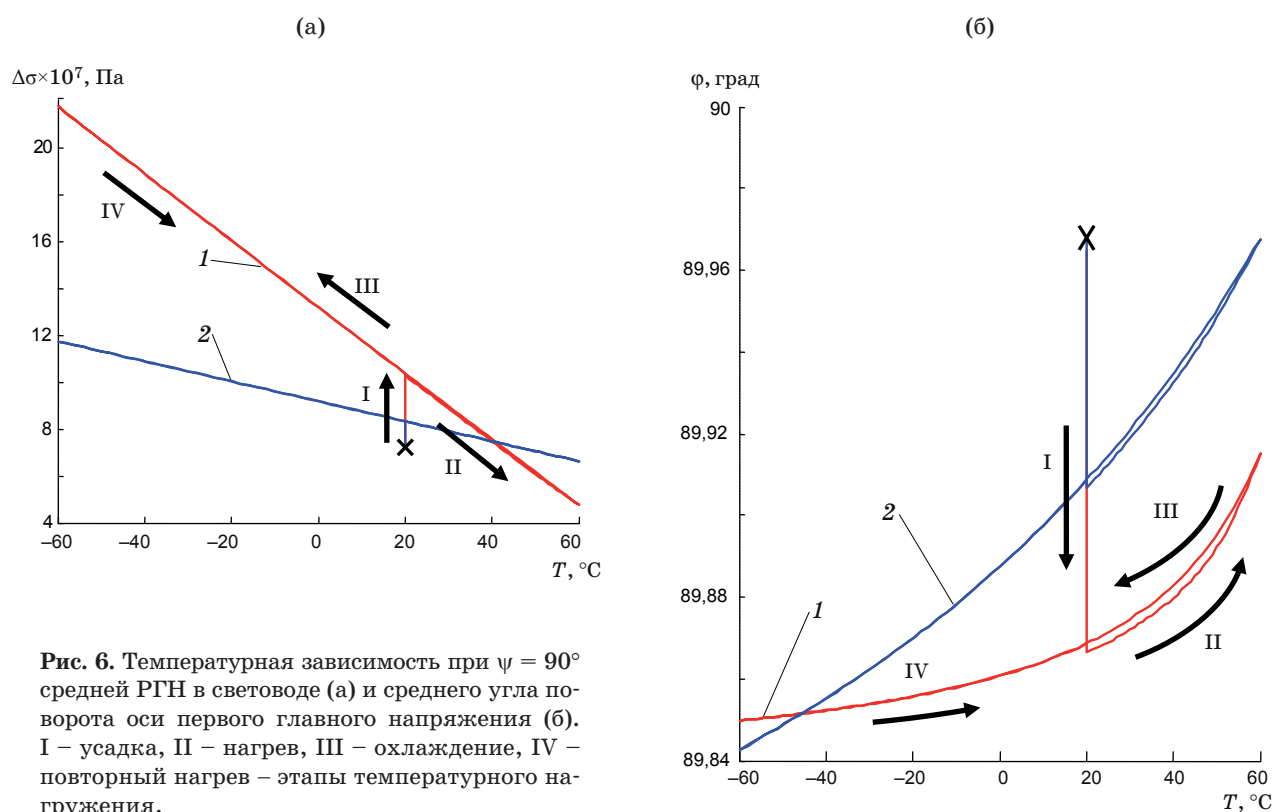 (а)
Δσ×10⁷, Па
20
16
12
8
4
–60
–40
–20
0
20
40
60
T, °C
IV
1
III
2
I
II
(б)
φ, град
90
89,96
89,92
89,88
89,84
–60
–40
–20
0
20
40
60
T, °C
I
2
III
1
IV
II
Рис. 6. Температурная зависимость при ψ = 90°
средней РГН в световоде (а) и среднего угла по-
ворота оси первого главного напряжения (б).
I – усадка, II – нагрев, III – охлаждение, IV –
повторный нагрев – этапы температурного на-
гружения.